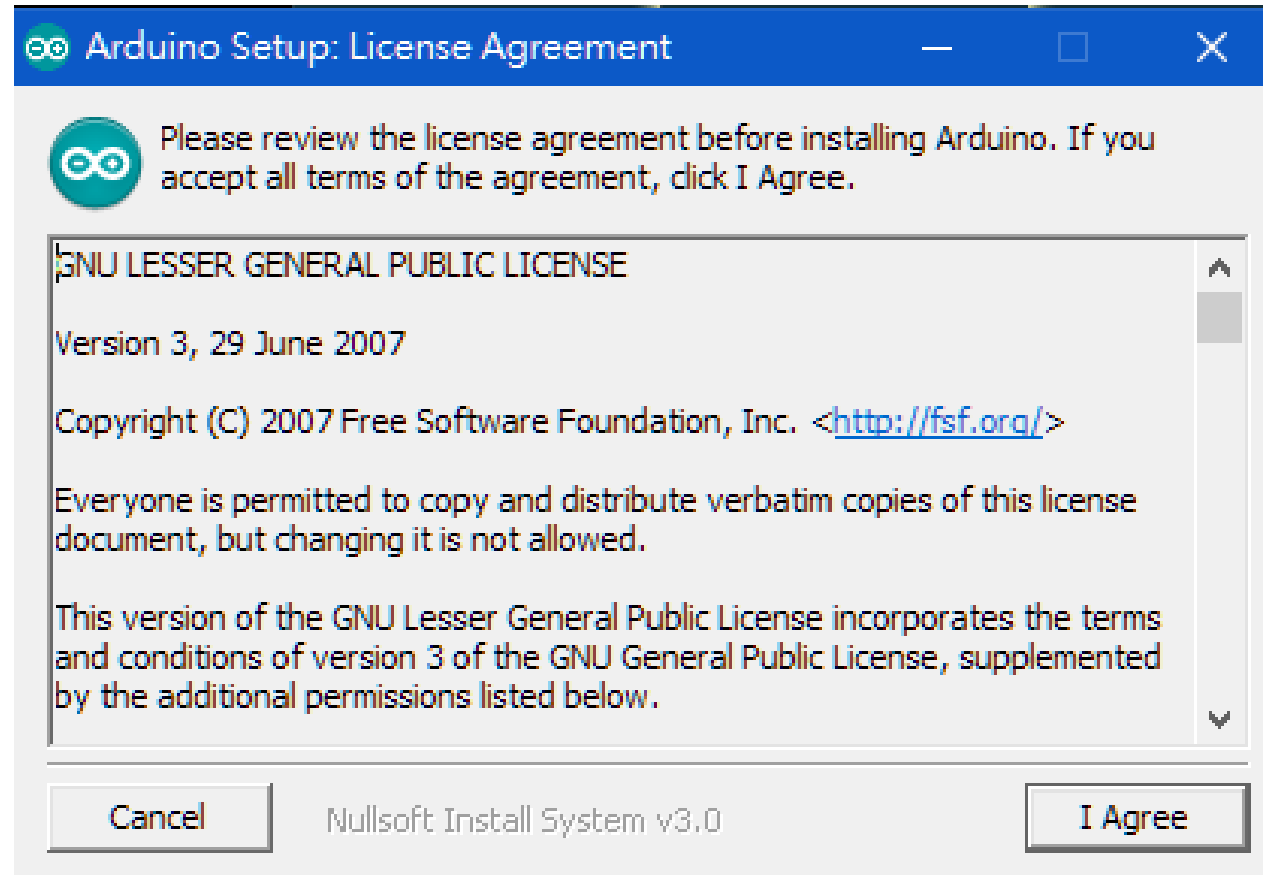 Arduino Setup: License Agreement
Please review the license agreement before installing Arduino. If you
accept all terms of the agreement, click I Agree.
GNU LESSER GENERAL PUBLIC LICENSE
Version 3, 29 June 2007
Copyright (C) 2007 Free Software Foundation, Inc. <http://fsf.org/>
Everyone is permitted to copy and distribute verbatim copies of this license
document, but changing it is not allowed.
This version of the GNU Lesser General Public License incorporates the terms
and conditions of version 3 of the GNU General Public License, supplemented
by the additional permissions listed below.
Cancel
Nullsoft Install System v3.0
I Agree